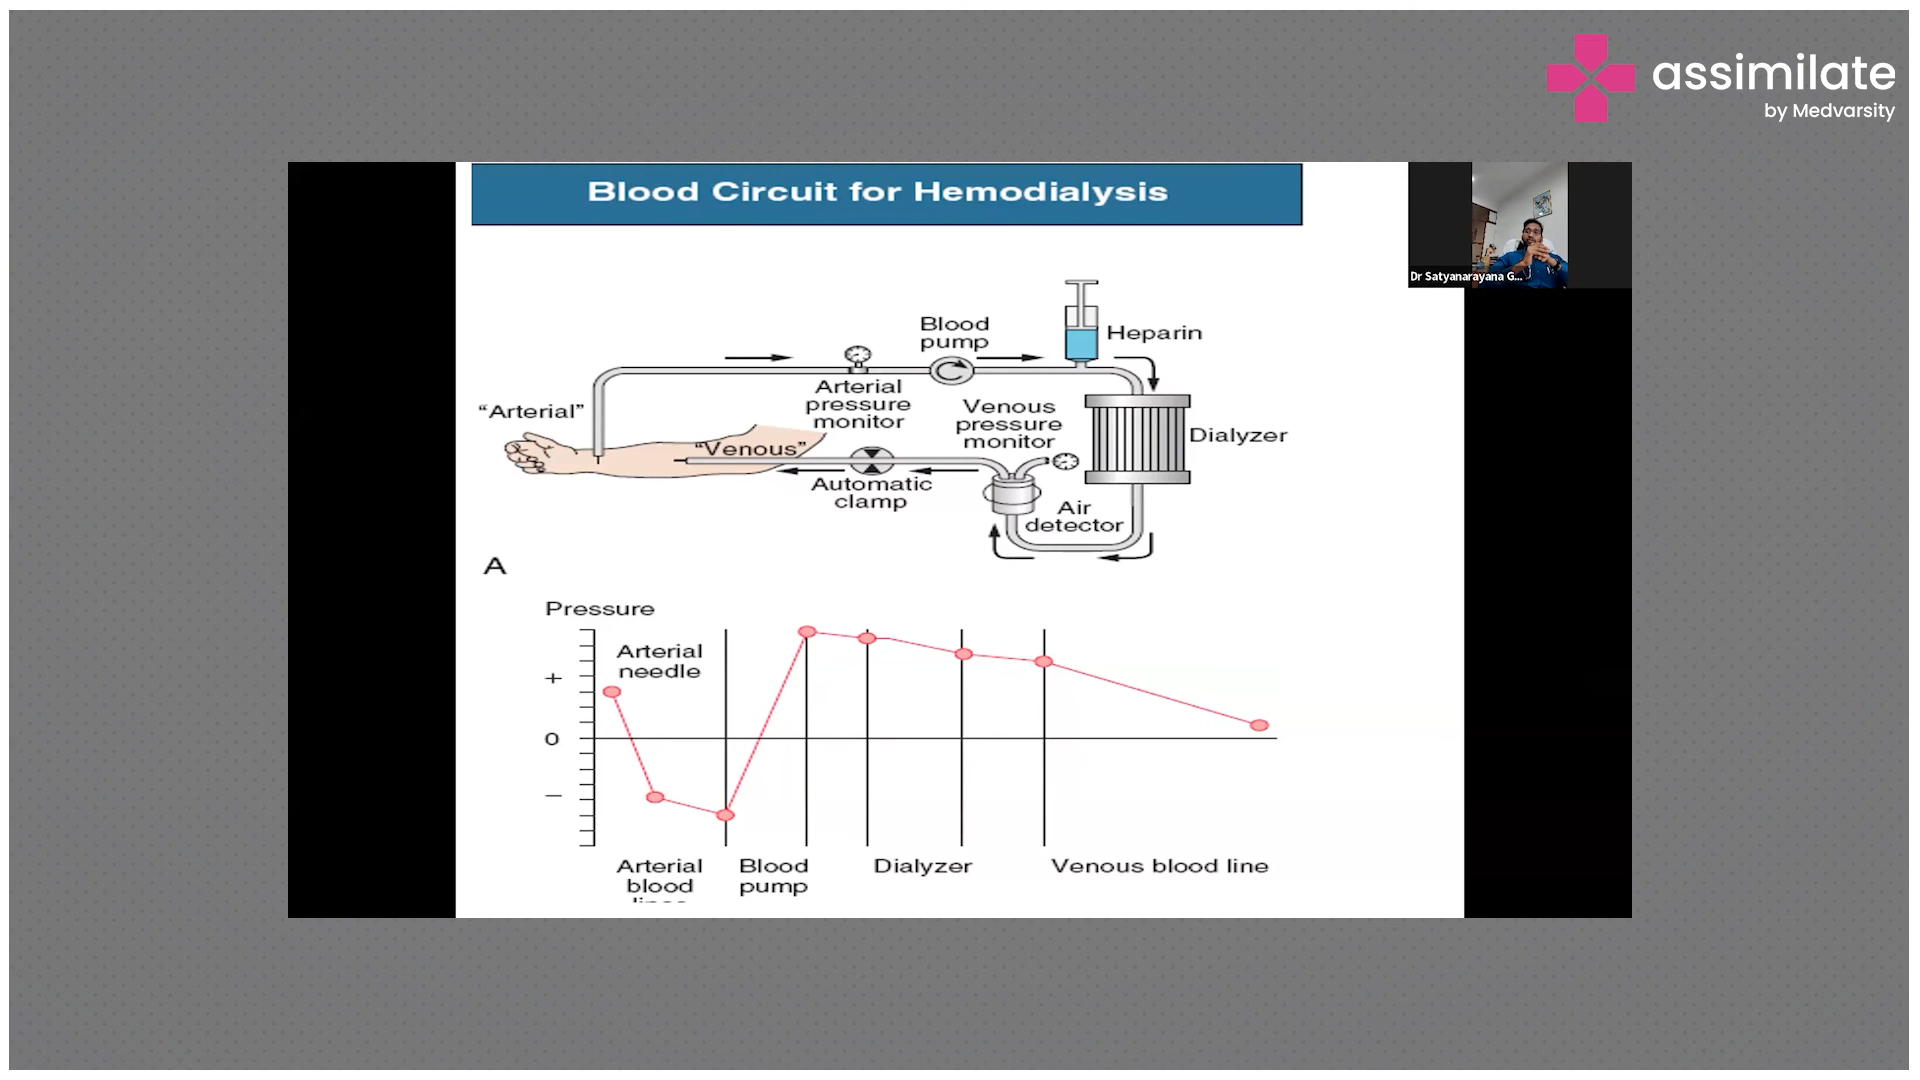 assimilate
by Medvarsity
Blood Circuit for Hemodialysis
Dr Satyanarayana G...
Blood
pump
Heparin
"Arterial"
Arterial
pressure
monitor
Venous
pressure
monitor
Dialyzer
"Venous"
Automatic
clamp
Air
detector
A
Pressure
Arterial
needle
+
0
–
Arterial
blood
Blood
pump
Dialyzer
Venous blood line